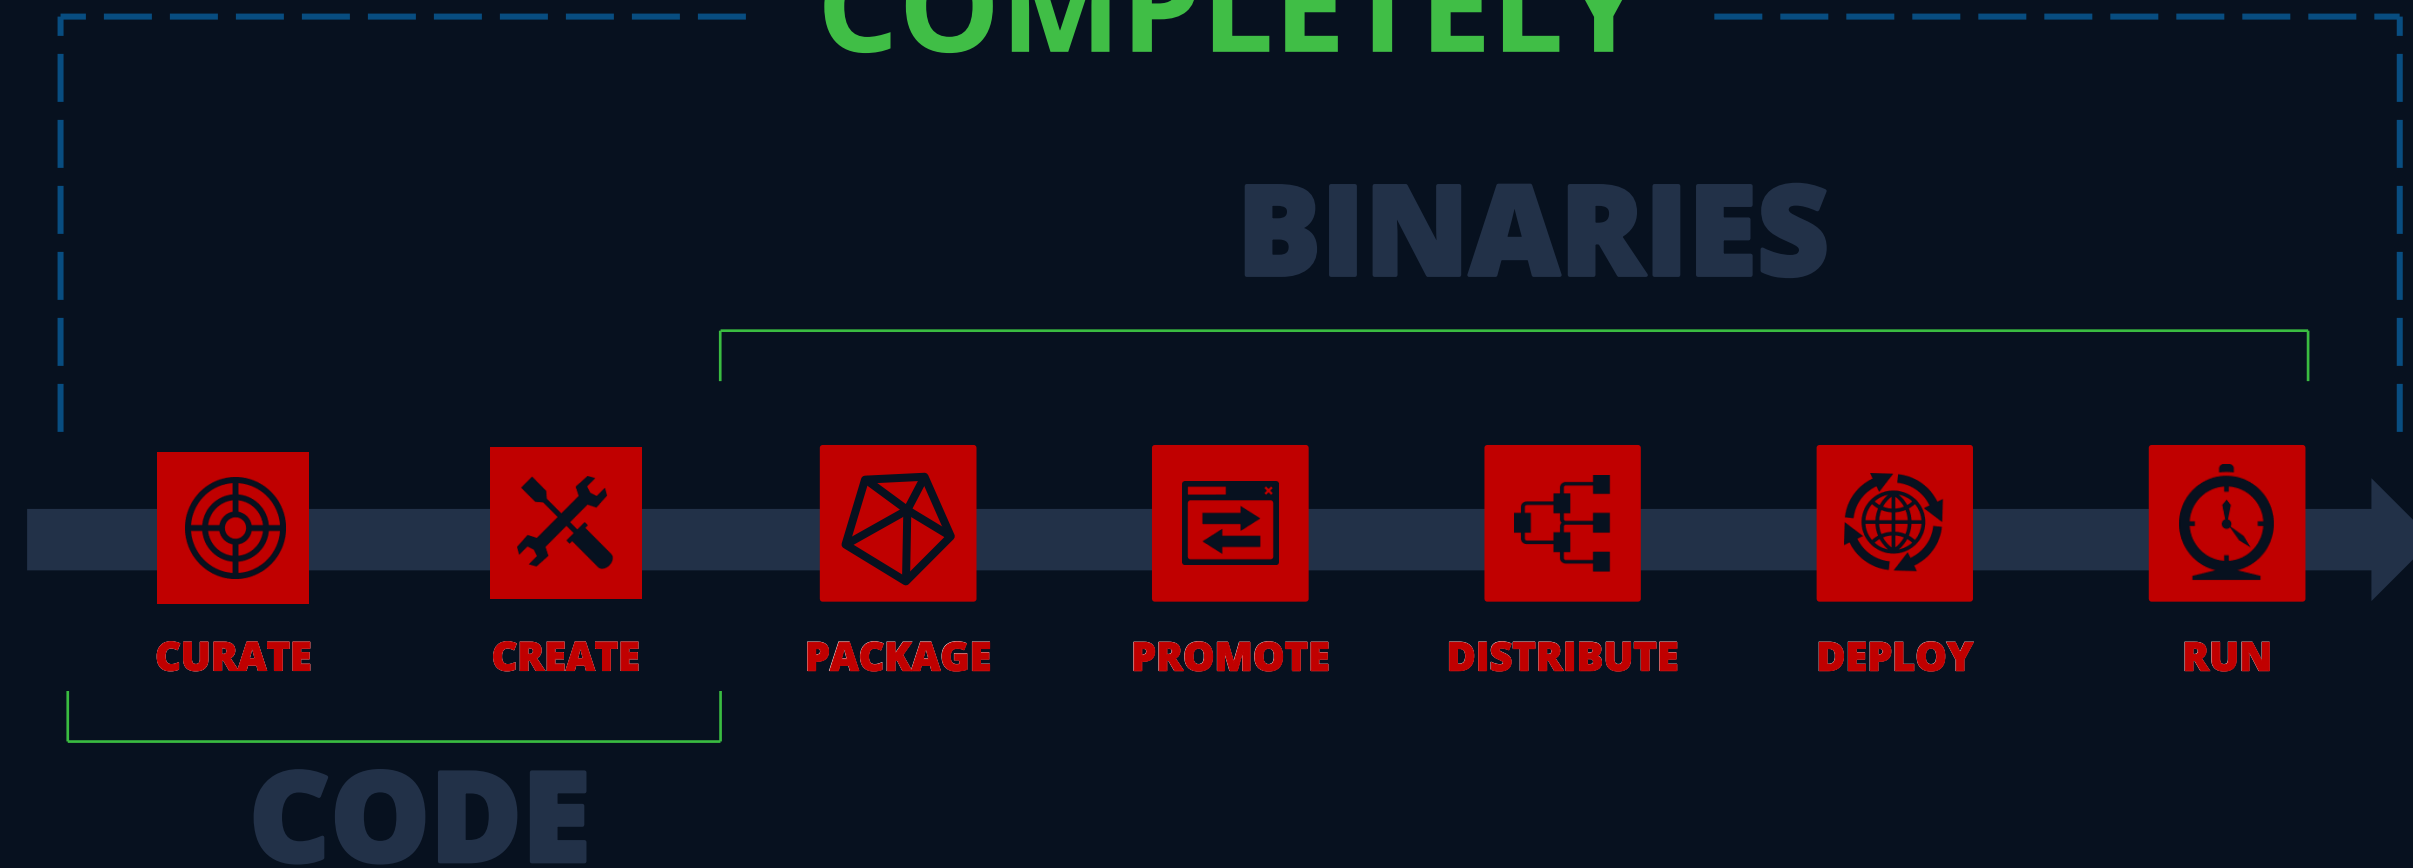 COMPLETELY
BINARIES
CURATE CREATE PACKAGE PROMOTE DISTRIBUTE DEPLOY RUN
CODE